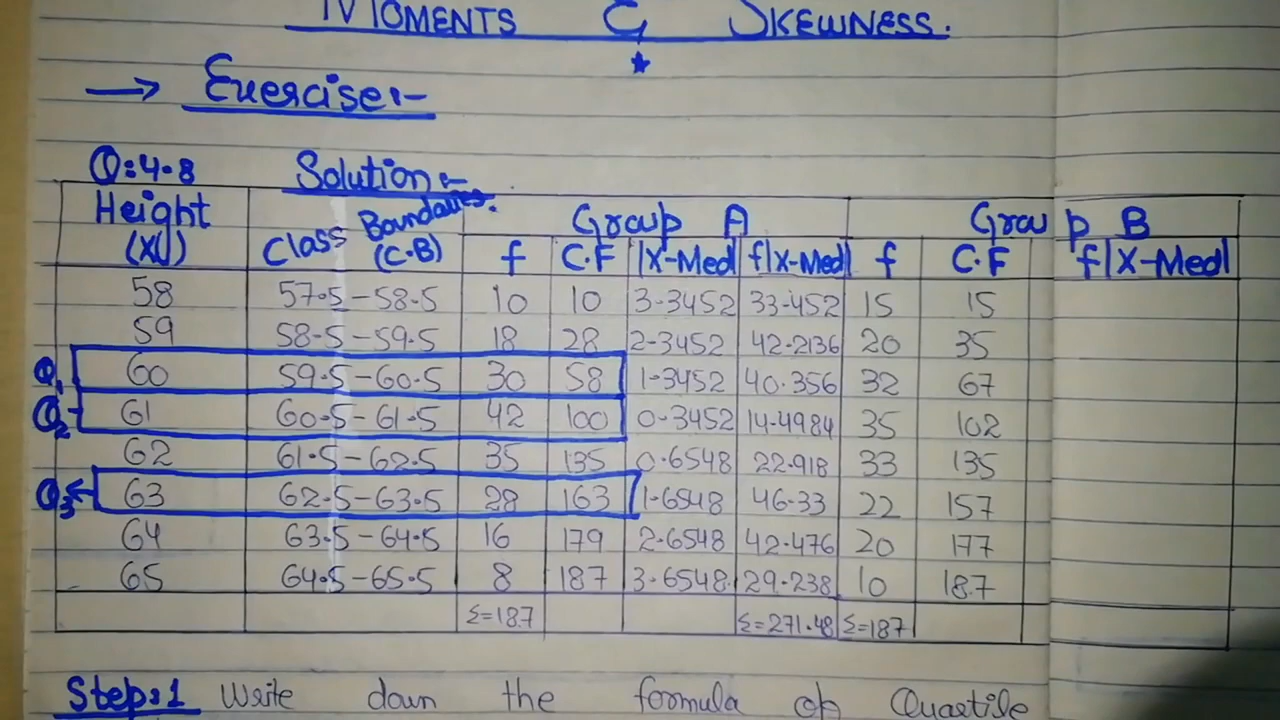 MOMENTS & SKEWNESS.
→ Exercise:-
Q:4.8 Solution:-
Height (X) Class Boundaries (C.B) Group A Group B
f C.F |X-Med| f|X-Med| f C.F f|X-Med|
58 57.5-58.5 10 10 3.3452 33.452 15 15
59 58.5-59.5 18 28 2.3452 42.2136 20 35
Q1 60 59.5-60.5 30 58 1.3452 40.356 32 67
Q2 61 60.5-61.5 42 100 0.3452 14.4984 35 102
62 61.5-62.5 35 135 0.6548 22.918 33 135
Q3 63 62.5-63.5 28 163 1.6548 46.33 22 157
64 63.5-64.5 16 179 2.6548 42.476 20 177
65 64.5-65.5 8 187 3.6548 29.238 10 187
Σ=187 Σ=271.48 Σ=187
Step:1 Write down the formula of Quartile